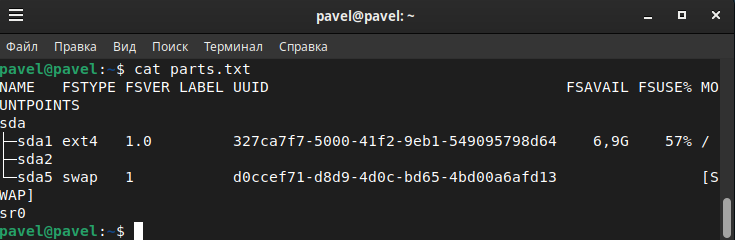 pavel@pavel: ~
Файл Правка Вид Поиск Терминал Справка
pavel@pavel:~$ cat parts.txt
NAME   FSTYPE FSVER LABEL UUID                                 FSAVAIL FSUSE% MO
UNTPOINTS
sda
├─sda1 ext4   1.0         327ca7f7-5000-41f2-9eb1-549095798d64    6,9G    57% /
├─sda2
└─sda5 swap   1           d0ccef71-d8d9-4d0c-bd65-4bd00a6afd13                [S
WAP]
sr0
pavel@pavel:~$